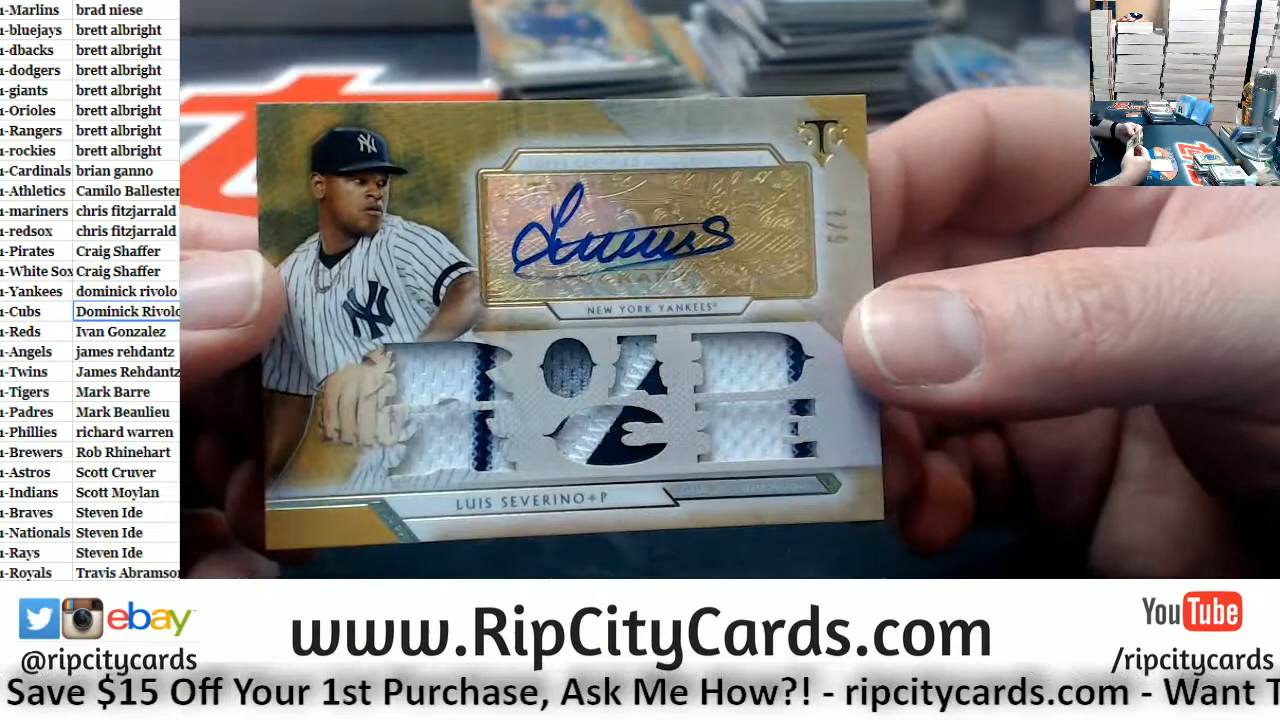 1-Marlins brad niese
1-bluejays brett albright
1-dbacks brett albright
1-dodgers brett albright
1-giants brett albright
1-Orioles brett albright
1-Rangers brett albright
1-rockies brett albright
1-Cardinals brian ganno
1-Athletics Camilo Ballester
1-mariners chris fitzjarrald
1-redsox chris fitzjarrald
1-Pirates Craig Shaffer
1-White Sox Craig Shaffer
1-Yankees dominick rivolo
1-Cubs Dominick Rivolo
1-Reds Ivan Gonzalez
1-Angels james rehdantz
1-Twins James Rehdantz
1-Tigers Mark Barre
1-Padres Mark Beaulieu
1-Phillies richard warren
1-Brewers Rob Rhinehart
1-Astros Scott Cruver
1-Indians Scott Moylan
1-Braves Steven Ide
1-Nationals Steven Ide
1-Rays Steven Ide
1-Royals Travis Abramson
T
NY
NEW YORK YANKEES
NY
LUIS SEVERINO+P
ebay
@ripcitycards
www.RipCityCards.com
YouTube
/ripcitycards
Save $15 Off Your 1st Purchase, Ask Me How?! - ripcitycards.com - Want T